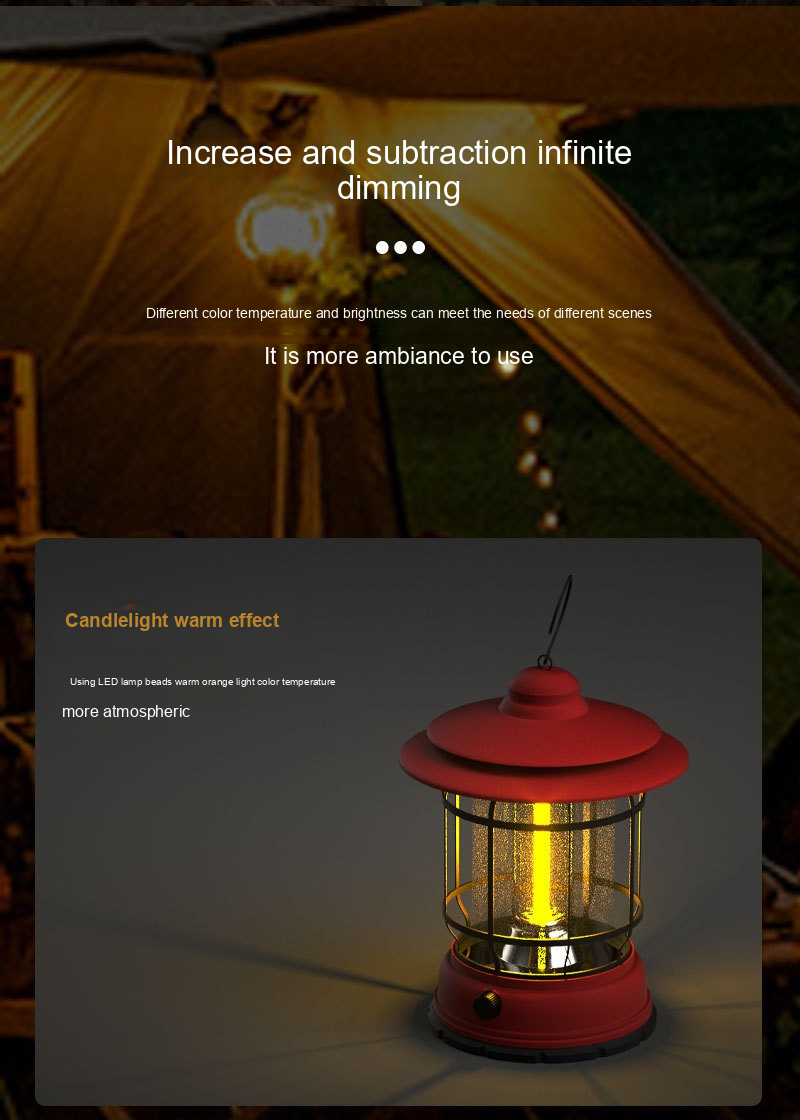 Increase and subtraction infinite
dimming
Different color temperature and brightness can meet the needs of different scenes
It is more ambiance to use
Candlelight warm effect
Using LED lamp beads warm orange light color temperature
more atmospheric